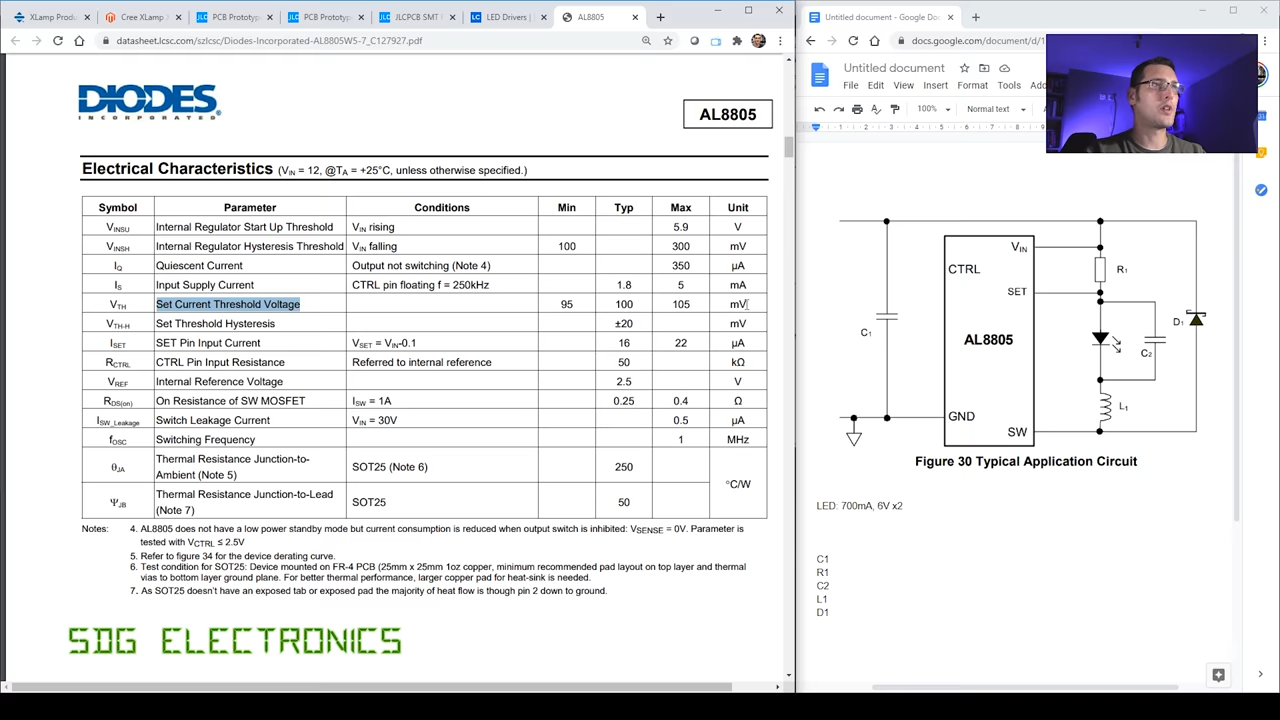 XLamp Produ
Cree XLamp
PCB Prototyp
PCB Prototyp
JLCPCB SMT
LED Drivers |
AL8805
datasheet.lcsc.com/szlcsc/Diodes-Incorporated-AL8805W5-7_C127927.pdf
DIODES
INCORPORATED
AL8805
Electrical Characteristics (VIN = 12, @TA = +25°C, unless otherwise specified.)
Symbol Parameter Conditions Min Typ Max Unit
VINSU Internal Regulator Start Up Threshold VIN rising 5.9 V
VINSH Internal Regulator Hysteresis Threshold VIN falling 100 300 mV
IQ Quiescent Current Output not switching (Note 4) 350 µA
IS Input Supply Current CTRL pin floating f = 250kHz 1.8 5 mA
VTH Set Current Threshold Voltage 95 100 105 mV
VTH-H Set Threshold Hysteresis ±20 mV
ISET SET Pin Input Current VSET = VIN-0.1 16 22 µA
RCTRL CTRL Pin Input Resistance Referred to internal reference 50 kΩ
VREF Internal Reference Voltage 2.5 V
RDS(on) On Resistance of SW MOSFET ISW = 1A 0.25 0.4 Ω
ISW_Leakage Switch Leakage Current VIN = 30V 0.5 µA
fOSC Switching Frequency 1 MHz
θJA Thermal Resistance Junction-to-
Ambient (Note 5) SOT25 (Note 6) 250 °C/W
ΨJB Thermal Resistance Junction-to-Lead
(Note 7) SOT25 50
Notes: 4. AL8805 does not have a low power standby mode but current consumption is reduced when output switch is inhibited: VSENSE = 0V. Parameter is
tested with VCTRL ≤ 2.5V
5. Refer to figure 34 for the device derating curve.
6. Test condition for SOT25: Device mounted on FR-4 PCB (25mm x 25mm 1oz copper, minimum recommended pad layout on top layer and thermal
vias to bottom layer ground plane. For better thermal performance, larger copper pad for heat-sink is needed.
7. As SOT25 doesn't have an exposed tab or exposed pad the majority of heat flow is though pin 2 down to ground.
SDG ELECTRONICS
Untitled document - Google Doc
docs.google.com/document/d/1
Untitled document
File Edit View Insert Format Tools Ad
100% Normal text
1 2 3 4 5 6 7 8 9 10 11 12 13 14
VIN
CTRL
R1
SET
D1
C1
AL8805
C2
L1
GND
SW
Figure 30 Typical Application Circuit
LED: 700mA, 6V x2
C1
R1
C2
L1
D1